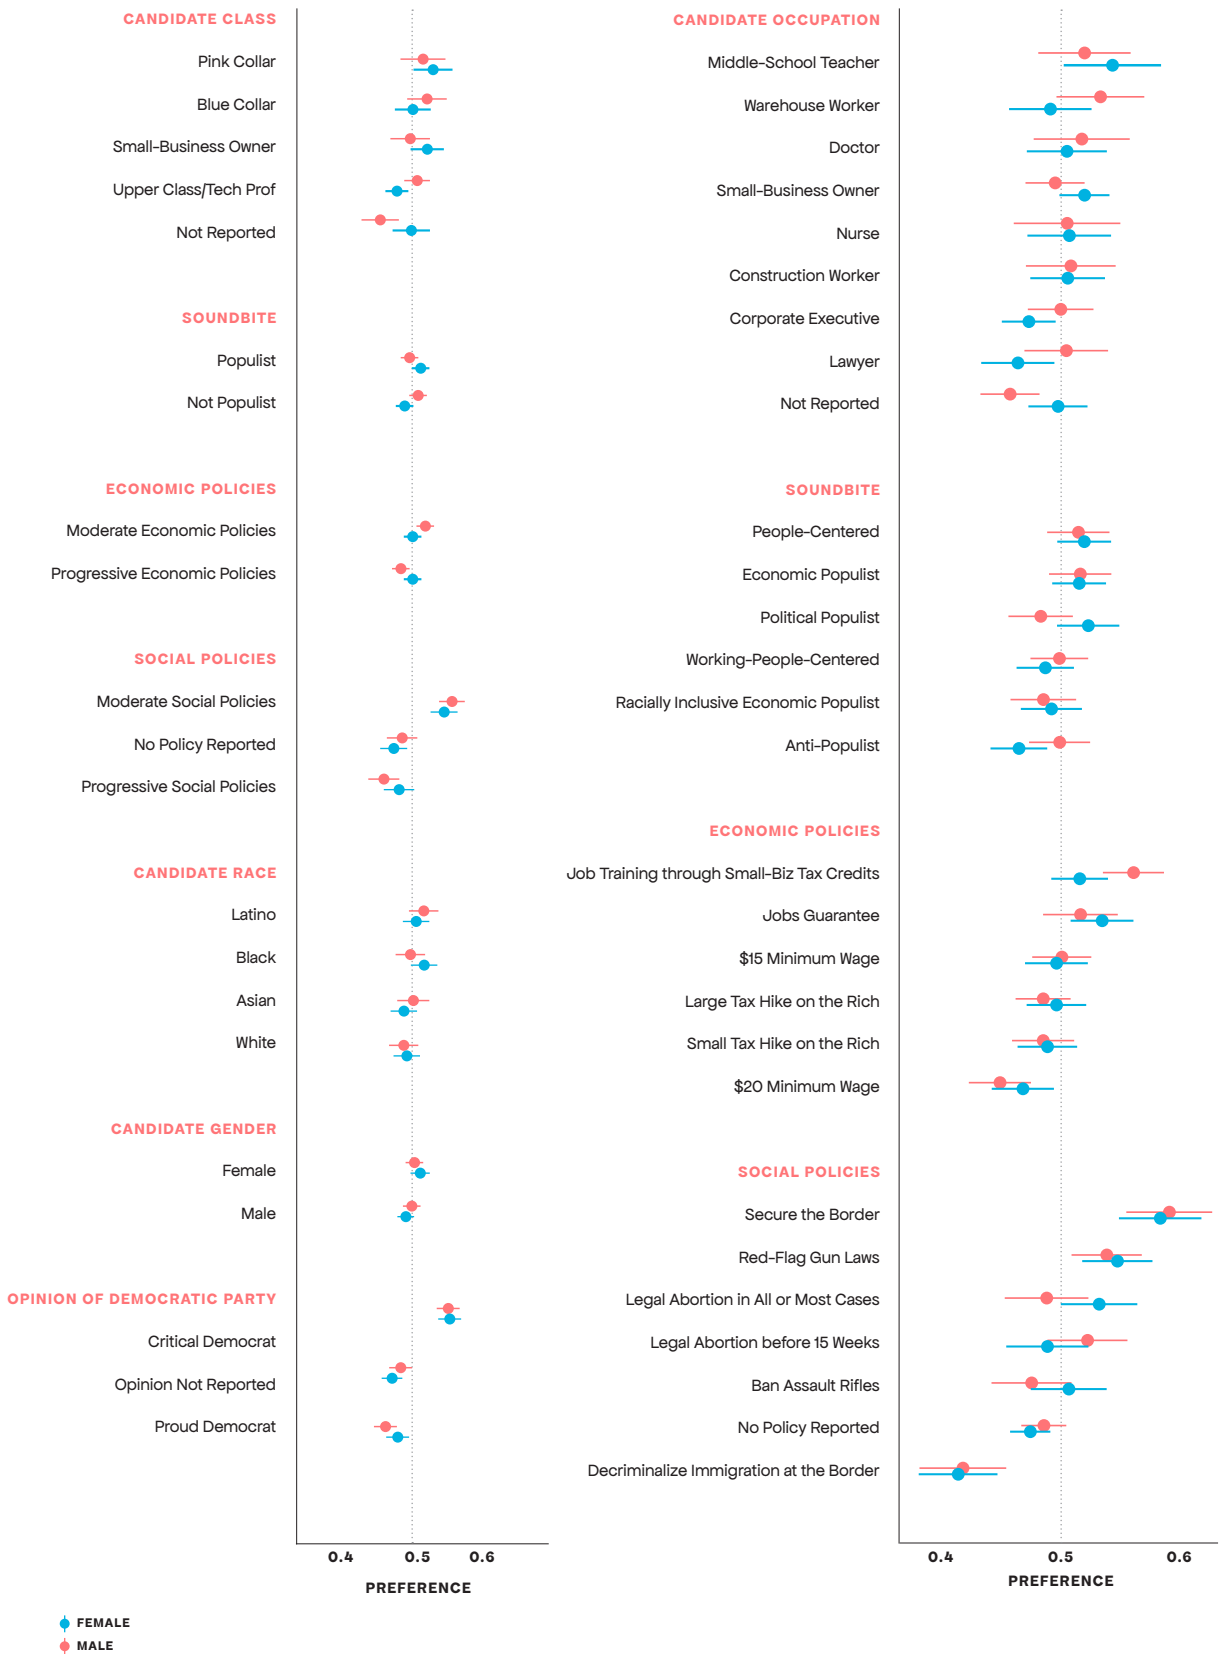 CANDIDATE CLASS
Pink Collar
Blue Collar
Small-Business Owner
Upper Class/Tech Prof
Not Reported
SOUNDBITE
Populist
Not Populist
ECONOMIC POLICIES
Moderate Economic Policies
Progressive Economic Policies
SOCIAL POLICIES
Moderate Social Policies
No Policy Reported
Progressive Social Policies
CANDIDATE RACE
Latino
Black
Asian
White
CANDIDATE GENDER
Female
Male
OPINION OF DEMOCRATIC PARTY
Critical Democrat
Opinion Not Reported
Proud Democrat
0.4 0.5 0.6
PREFERENCE
FEMALE
MALE
CANDIDATE OCCUPATION
Middle-School Teacher
Warehouse Worker
Doctor
Small-Business Owner
Nurse
Construction Worker
Corporate Executive
Lawyer
Not Reported
SOUNDBITE
People-Centered
Economic Populist
Political Populist
Working-People-Centered
Racially Inclusive Economic Populist
Anti-Populist
ECONOMIC POLICIES
Job Training through Small-Biz Tax Credits
Jobs Guarantee
$15 Minimum Wage
Large Tax Hike on the Rich
Small Tax Hike on the Rich
$20 Minimum Wage
SOCIAL POLICIES
Secure the Border
Red-Flag Gun Laws
Legal Abortion in All or Most Cases
Legal Abortion before 15 Weeks
Ban Assault Rifles
No Policy Reported
Decriminalize Immigration at the Border
0.4 0.5 0.6
PREFERENCE